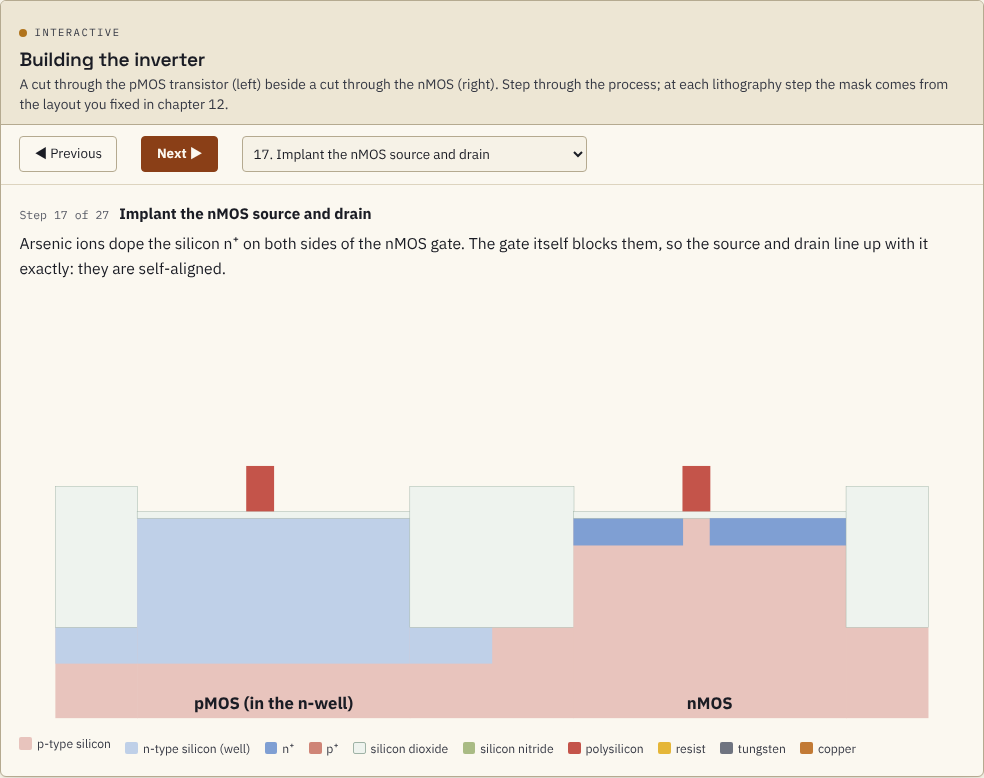 INTERACTIVE
Building the inverter
A cut through the pMOS transistor (left) beside a cut through the nMOS (right). Step through the process; at each lithography step the mask comes from
the layout you fixed in chapter 12.
◀ Previous
Next ▶
17. Implant the nMOS source and drain
Step 17 of 27 Implant the nMOS source and drain
Arsenic ions dope the silicon n⁺ on both sides of the nMOS gate. The gate itself blocks them, so the source and drain line up with it
exactly: they are self-aligned.
pMOS (in the n-well)
nMOS
p-type silicon
n-type silicon (well)
n⁺
p⁺
silicon dioxide
silicon nitride
polysilicon
resist
tungsten
copper